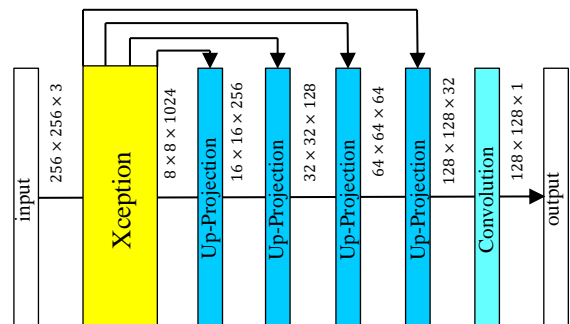 input
256 × 256 × 3
Xception
8 × 8 × 1024
Up-Projection
16 × 16 × 256
Up-Projection
32 × 32 × 128
Up-Projection
64 × 64 × 64
Up-Projection
128 × 128 × 32
Convolution
128 × 128 × 1
output